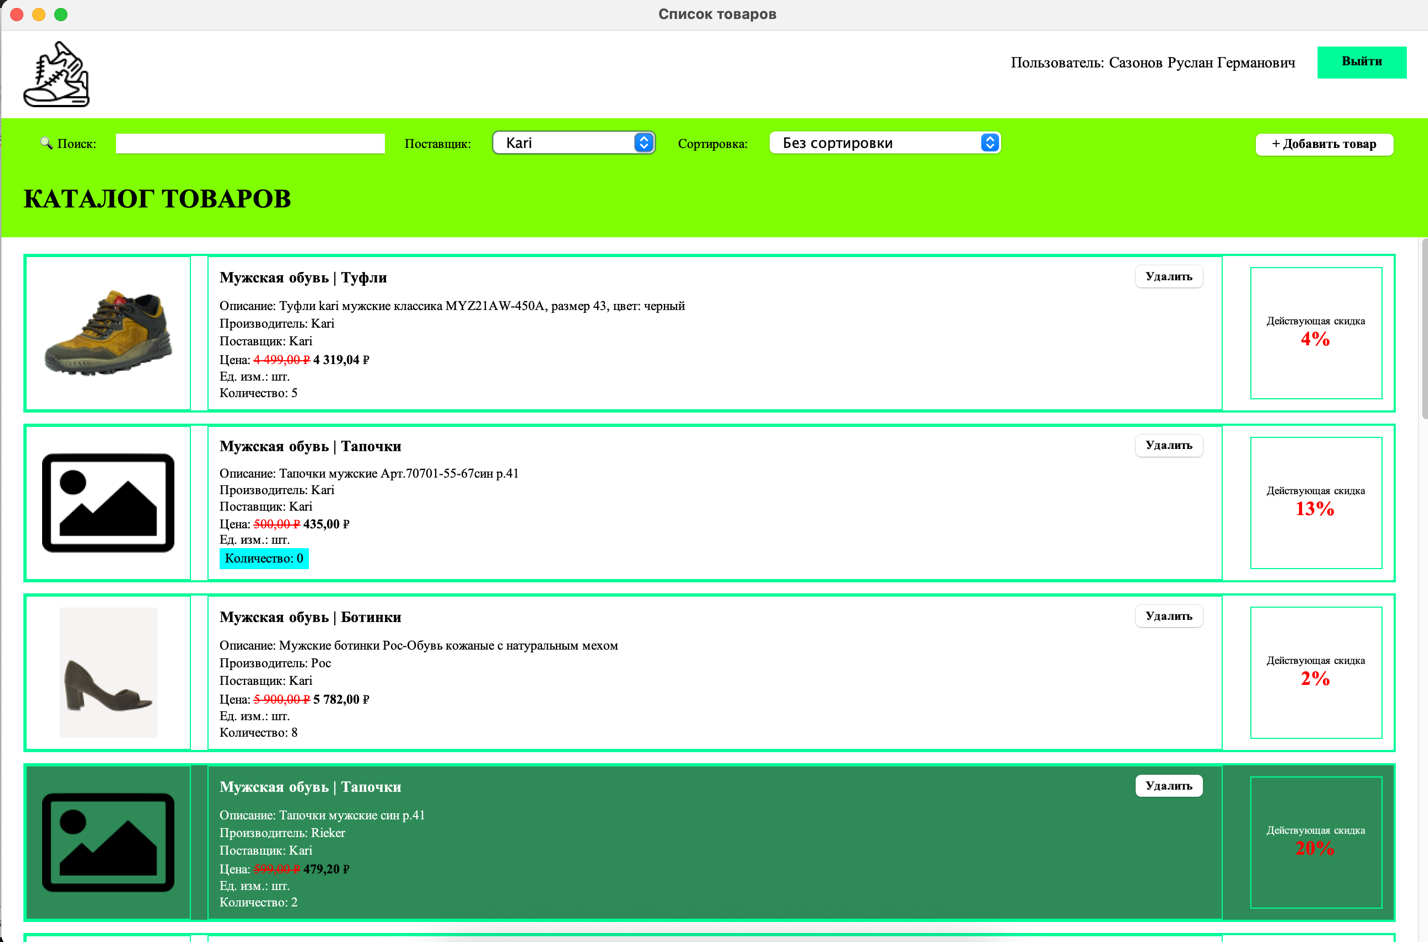 Список товаров
Пользователь: Сазонов Руслан Германович
Выйти
Поиск:
Поставщик:
Kari
Сортировка:
Без сортировки
+ Добавить товар
КАТАЛОГ ТОВАРОВ
Мужская обувь | Туфли
Удалить
Описание: Туфли kari мужские классика MYZ21AW-450A, размер 43, цвет: черный
Производитель: Kari
Поставщик: Kari
Цена: 4 499,00 ₽ 4 319,04 ₽
Ед. изм.: шт.
Количество: 5
Действующая скидка
4%
Мужская обувь | Тапочки
Удалить
Описание: Тапочки мужские Арт.70701-55-67син р.41
Производитель: Kari
Поставщик: Kari
Цена: 500,00 ₽ 435,00 ₽
Ед. изм.: шт.
Количество: 0
Действующая скидка
13%
Мужская обувь | Ботинки
Удалить
Описание: Мужские ботинки Рос-Обувь кожаные с натуральным мехом
Производитель: Рос
Поставщик: Kari
Цена: 5 900,00 ₽ 5 782,00 ₽
Ед. изм.: шт.
Количество: 8
Действующая скидка
2%
Мужская обувь | Тапочки
Удалить
Описание: Тапочки мужские син р.41
Производитель: Rieker
Поставщик: Kari
Цена: 599,00 ₽ 479,20 ₽
Ед. изм.: шт.
Количество: 2
Действующая скидка
20%